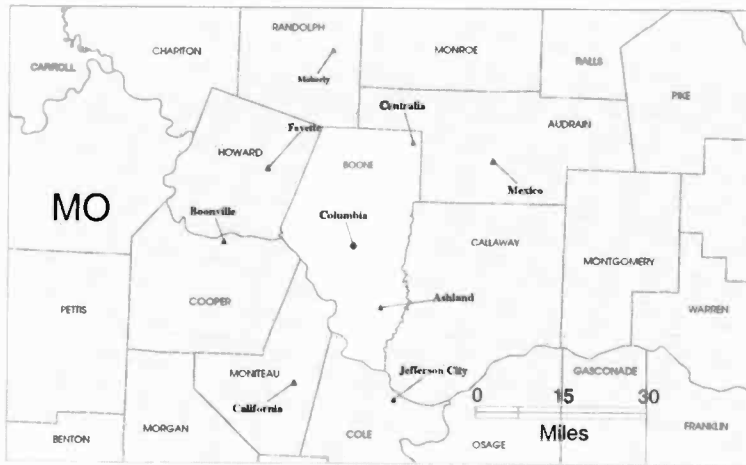 RANDOLPH
CHARITON
MONROE
RALLS
CARROLL
Moberly
PIKE
Centralia
AUDRAIN
Fayette
HOWARD
BOONE
Mexico
MO
Boonville
Columbia
CALLAWAY
MONTGOMERY
COOPER
Ashland
PETTIS
WARREN
Jefferson City
GASCONADE
MONITEAU
0 15 30
California
Miles
BENTON
MORGAN
COLE
OSAGE
FRANKLIN